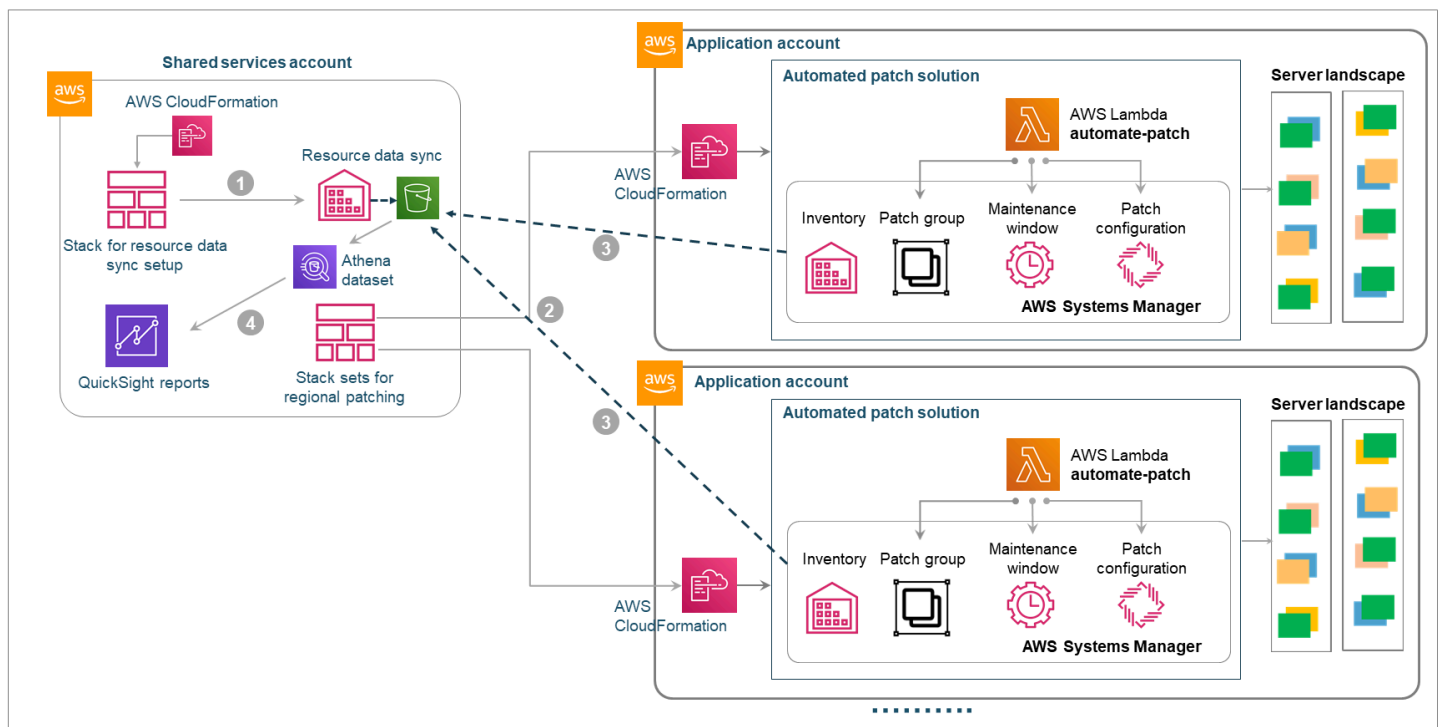 Shared services account
aws
AWS CloudFormation
Resource data sync
1
Stack for resource data
sync setup
Athena
dataset
4
QuickSight reports
Stack sets for
regional patching
2
3
3
aws
Application account
Automated patch solution
AWS Lambda
automate-patch
AWS
CloudFormation
Inventory
Patch group
Maintenance
window
Patch
configuration
AWS Systems Manager
Server landscape
aws
Application account
Automated patch solution
AWS Lambda
automate-patch
AWS
CloudFormation
Inventory
Patch group
Maintenance
window
Patch
configuration
AWS Systems Manager
Server landscape